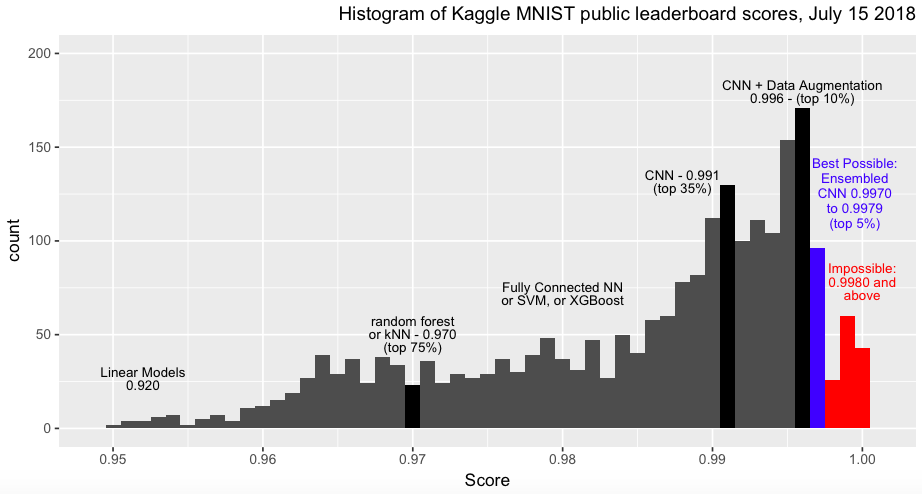 Histogram of Kaggle MNIST public leaderboard scores, July 15 2018
200
150
100
50
0
count
CNN + Data Augmentation
0.996 - (top 10%)
CNN - 0.991
(top 35%)
Best Possible:
Ensembled
CNN 0.9970
to 0.9979
(top 5%)
Impossible:
0.9980 and
above
Fully Connected NN
or SVM, or XGBoost
random forest
or kNN - 0.970
(top 75%)
Linear Models
0.920
0.95
0.96
0.97
0.98
0.99
1.00
Score